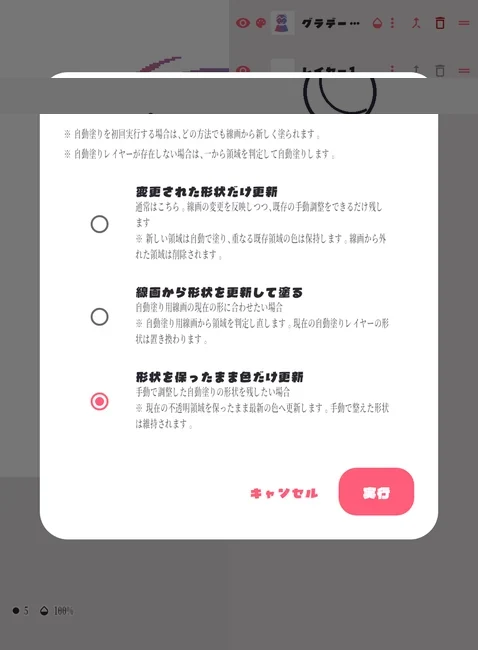 グラデー…
レイヤー1
※ 自動塗りを初回実行する場合は、どの方法でも線画から新しく塗られます。
※ 自動塗りレイヤーが存在しない場合は、一から領域を判定して自動塗りします。
変更された形状だけ更新
通常はこちら。線画の変更を反映しつつ、既存の手動調整をできるだけ残し
ます
※ 新しい領域は自動で塗り、重なる既存領域の色は保持します。線画から外
れた領域は削除されます。
線画から形状を更新して塗る
自動塗り用線画の現在の形に合わせたい場合
※ 自動塗り用線画から領域を判定し直します。現在の自動塗りレイヤーの形
状は置き換わります。
形状を保ったまま色だけ更新
手動で調整した自動塗りの形状を残したい場合
※ 現在の不透明領域を保ったまま最新の色へ更新します。手動で整えた形状
は維持されます。
キャンセル
実行
5
100%